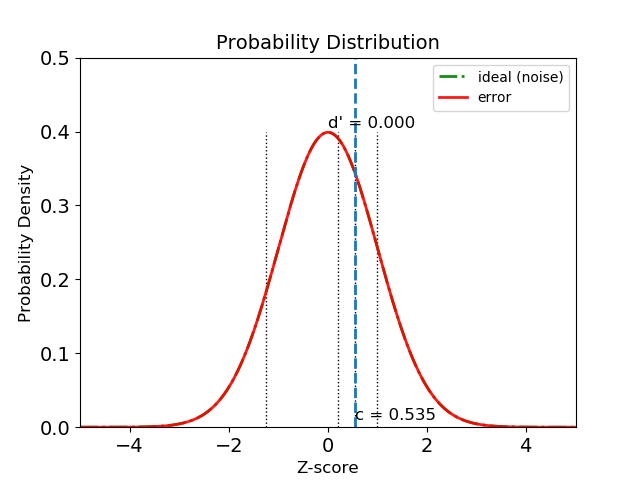 Probability Distribution
ideal (noise)
error
d' = 0.000
c = 0.535
Probability Density
0.5
0.4
0.3
0.2
0.1
0.0
−4
−2
0
2
4
Z-score